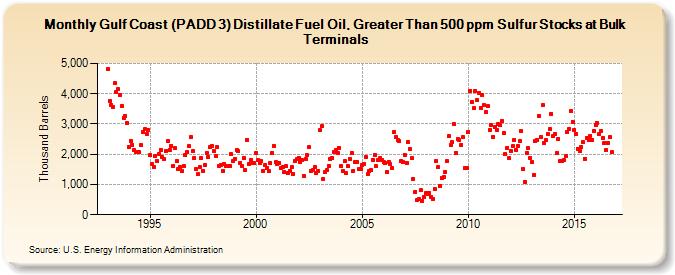 Monthly Gulf Coast (PADD 3) Distillate Fuel Oil, Greater Than 500 ppm Sulfur Stocks at Bulk
Terminals
Thousand Barrels
5,000
4,000
3,000
2,000
1,000
0
1995
2000
2005
2010
2015
Source: U.S. Energy Information Administration